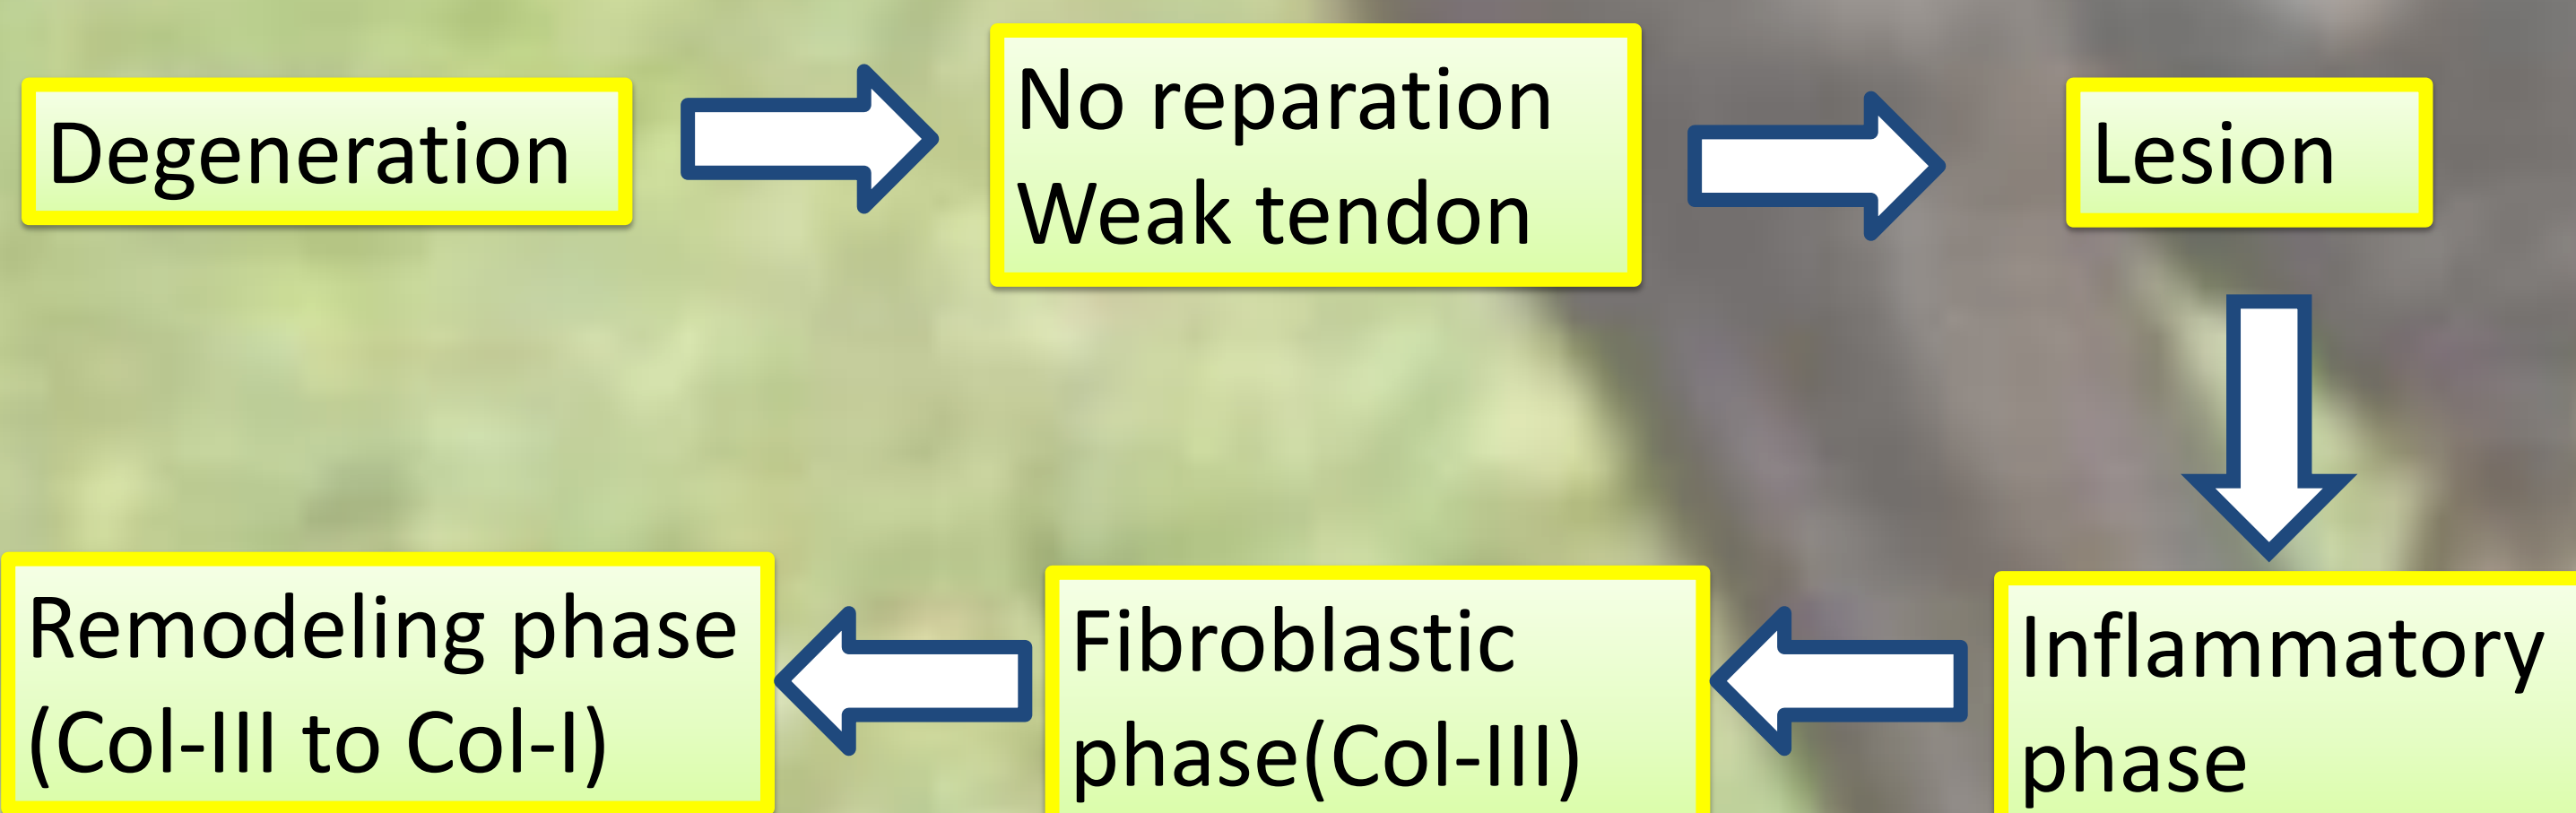 Degeneration
No reparation
Weak tendon
Lesion
Inflammatory
phase
Fibroblastic
phase(Col-III)
Remodeling phase
(Col-III to Col-I)